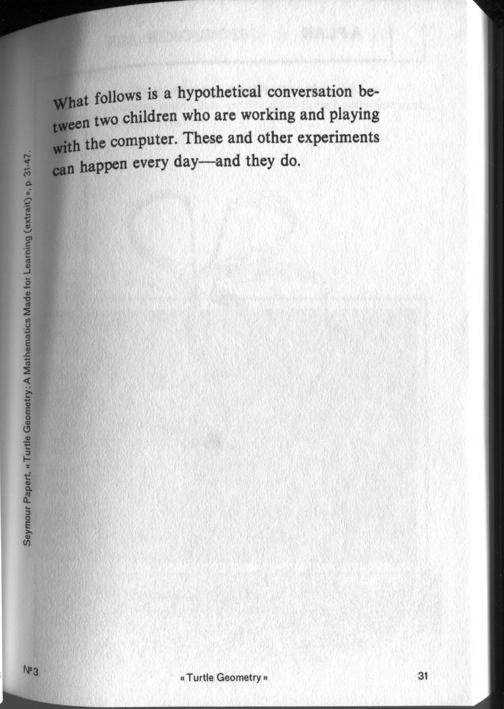 What follows is a hypothetical conversation be-
tween two children who are working and playing
with the computer. These and other experiments
can happen every day—and they do.
Seymour Papert, « Turtle Geometry: A Mathematics Made for Learning (extrait) », p. 31-47.
Nº3
« Turtle Geometry »
31